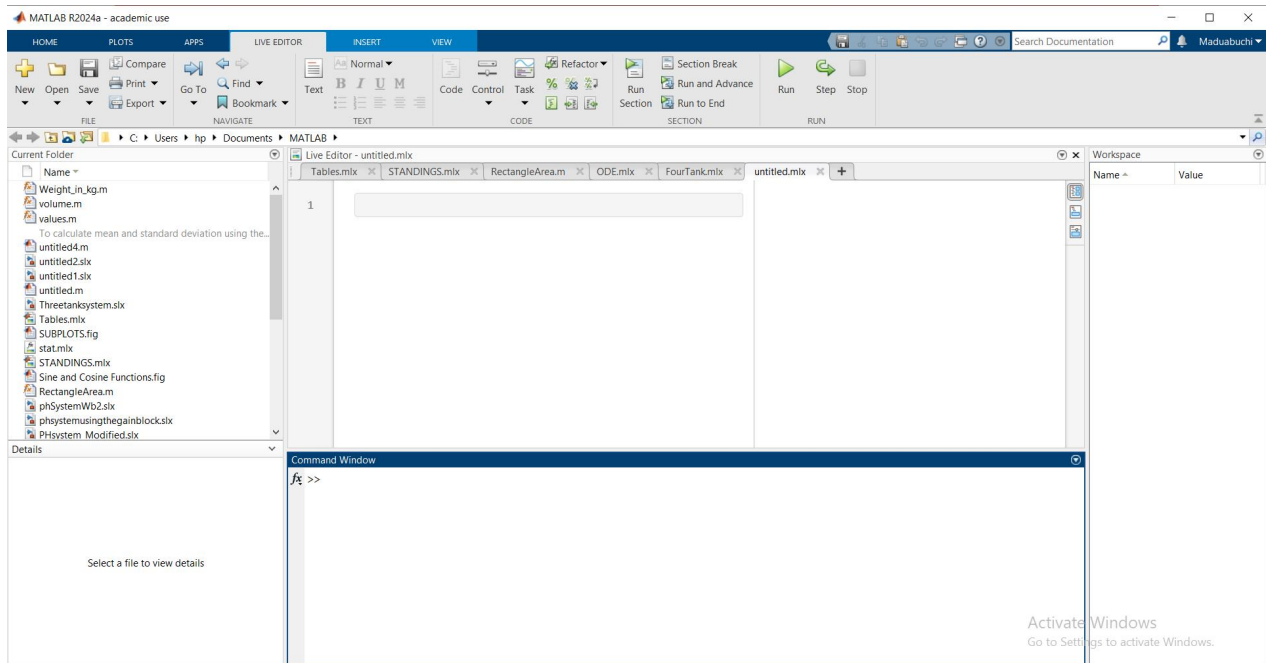 MATLAB R2024a - academic use
HOME PLOTS APPS LIVE EDITOR INSERT VIEW Search Documentation Maduabuchi
New Open Save Compare Print Export Go To Find Bookmark Text Normal B I U M Code Control Task Refactor Run Section Section Break Run and Advance Run to End Run Step Stop
FILE NAVIGATE TEXT CODE SECTION RUN
C: Users hp Documents MATLAB
Current Folder
Name
Weight_in_kg.m
volume.m
values.m
To calculate mean and standard deviation using the...
untitled4.m
untitled2.slx
untitled1.slx
untitled.m
Threetanksystem.slx
Tables.mlx
SUBPLOTS.fig
stat.mlx
STANDINGS.mlx
Sine and Cosine Functions.fig
RectangleArea.m
phSystemWb2.slx
phsystemusingthegainblock.slx
PHsystem_Modified.slx
Details
Select a file to view details
Live Editor - untitled.mlx
Tables.mlx STANDINGS.mlx RectangleArea.m ODE.mlx FourTank.mlx untitled.mlx +
1
Command Window
fx >>
Workspace
Name Value
Activate Windows
Go to Settings to activate Windows.